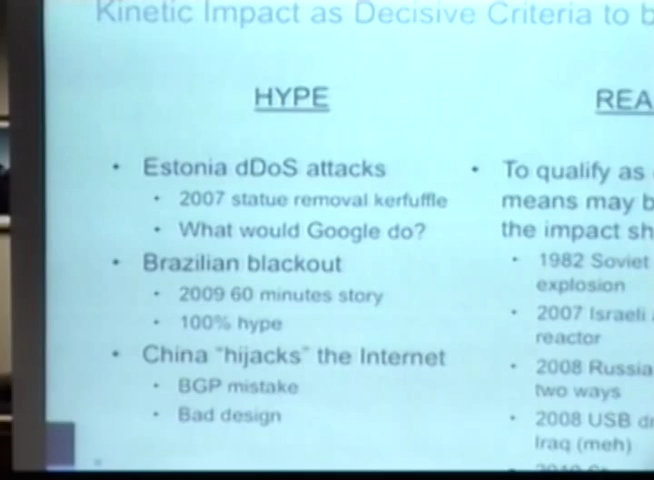 Kinetic Impact as Decisive Criteria to
HYPE
• Estonia dDoS attacks
• 2007 statue removal kerfuffle
• What would Google do?
• Brazilian blackout
• 2009 60 minutes story
• 100% hype
• China "hijacks" the Internet
• BGP mistake
• Bad design
REA
• To qualify as
means may b
the impact sh
• 1982 Soviet
explosion
• 2007 Israeli
reactor
• 2008 Russia
two ways
• 2008 USB dr
Iraq (meh)